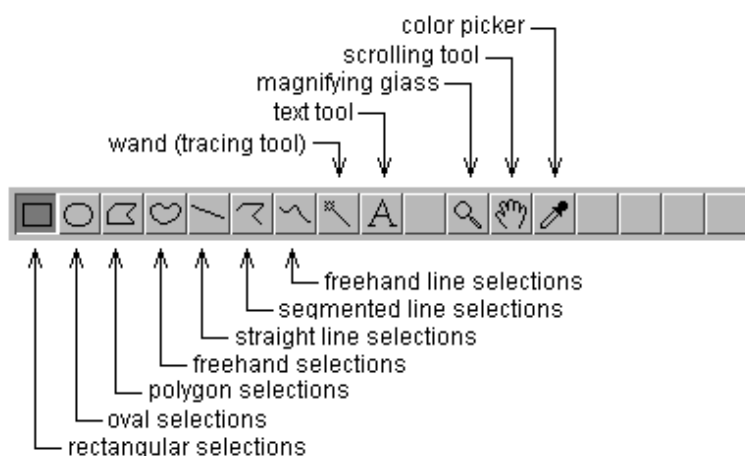 color picker
scrolling tool
magnifying glass
text tool
wand (tracing tool)
A
freehand line selections
segmented line selections
straight line selections
freehand selections
polygon selections
oval selections
rectangular selections